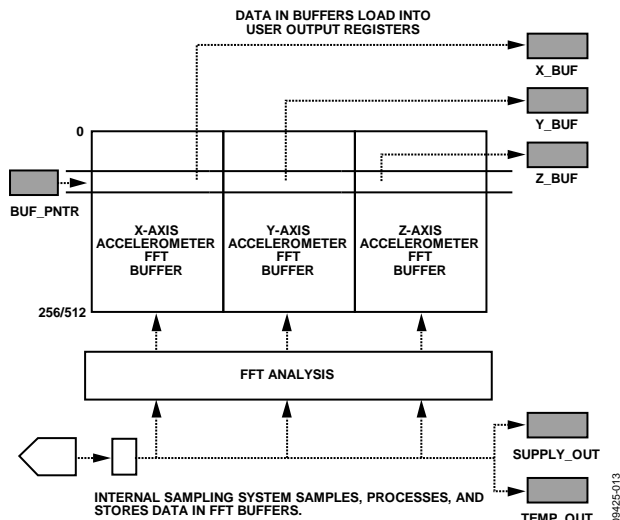 DATA IN BUFFERS LOAD INTO
USER OUTPUT REGISTERS
X_BUF
Y_BUF
Z_BUF
0
BUF_PNTR
X-AXIS
ACCELEROMETER
FFT
BUFFER
Y-AXIS
ACCELEROMETER
FFT
BUFFER
Z-AXIS
ACCELEROMETER
FFT
BUFFER
256/512
FFT ANALYSIS
SUPPLY_OUT
INTERNAL SAMPLING SYSTEM SAMPLES, PROCESSES, AND
STORES DATA IN FFT BUFFERS.
TEMP_OUT
09425-013